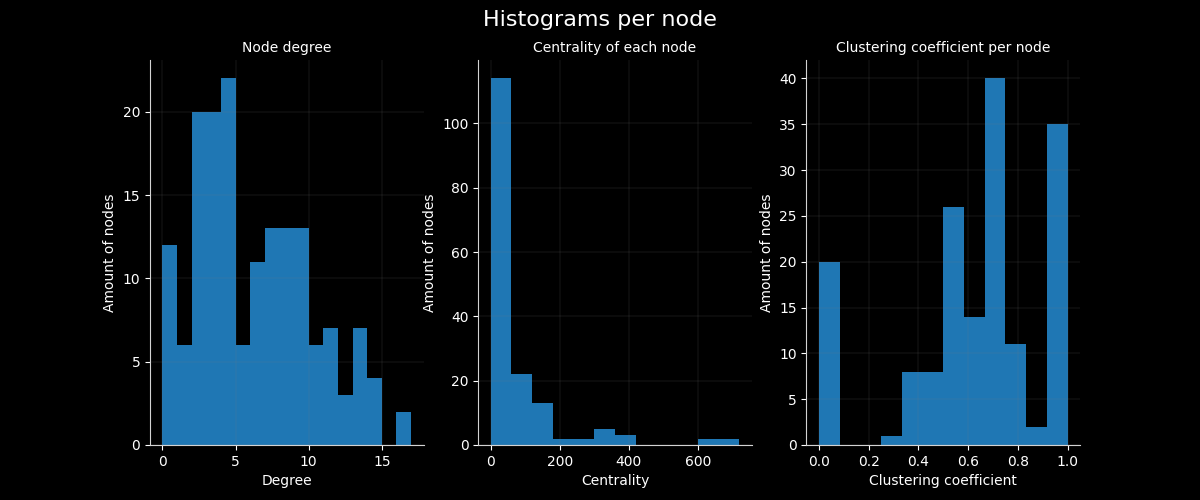 Histograms per node
Node degree
Amount of nodes
20
15
10
5
0
0 5 10 15
Degree
Centrality of each node
Amount of nodes
100
80
60
40
20
0
0 200 400 600
Centrality
Clustering coefficient per node
Amount of nodes
40
35
30
25
20
15
10
5
0
0.0 0.2 0.4 0.6 0.8 1.0
Clustering coefficient